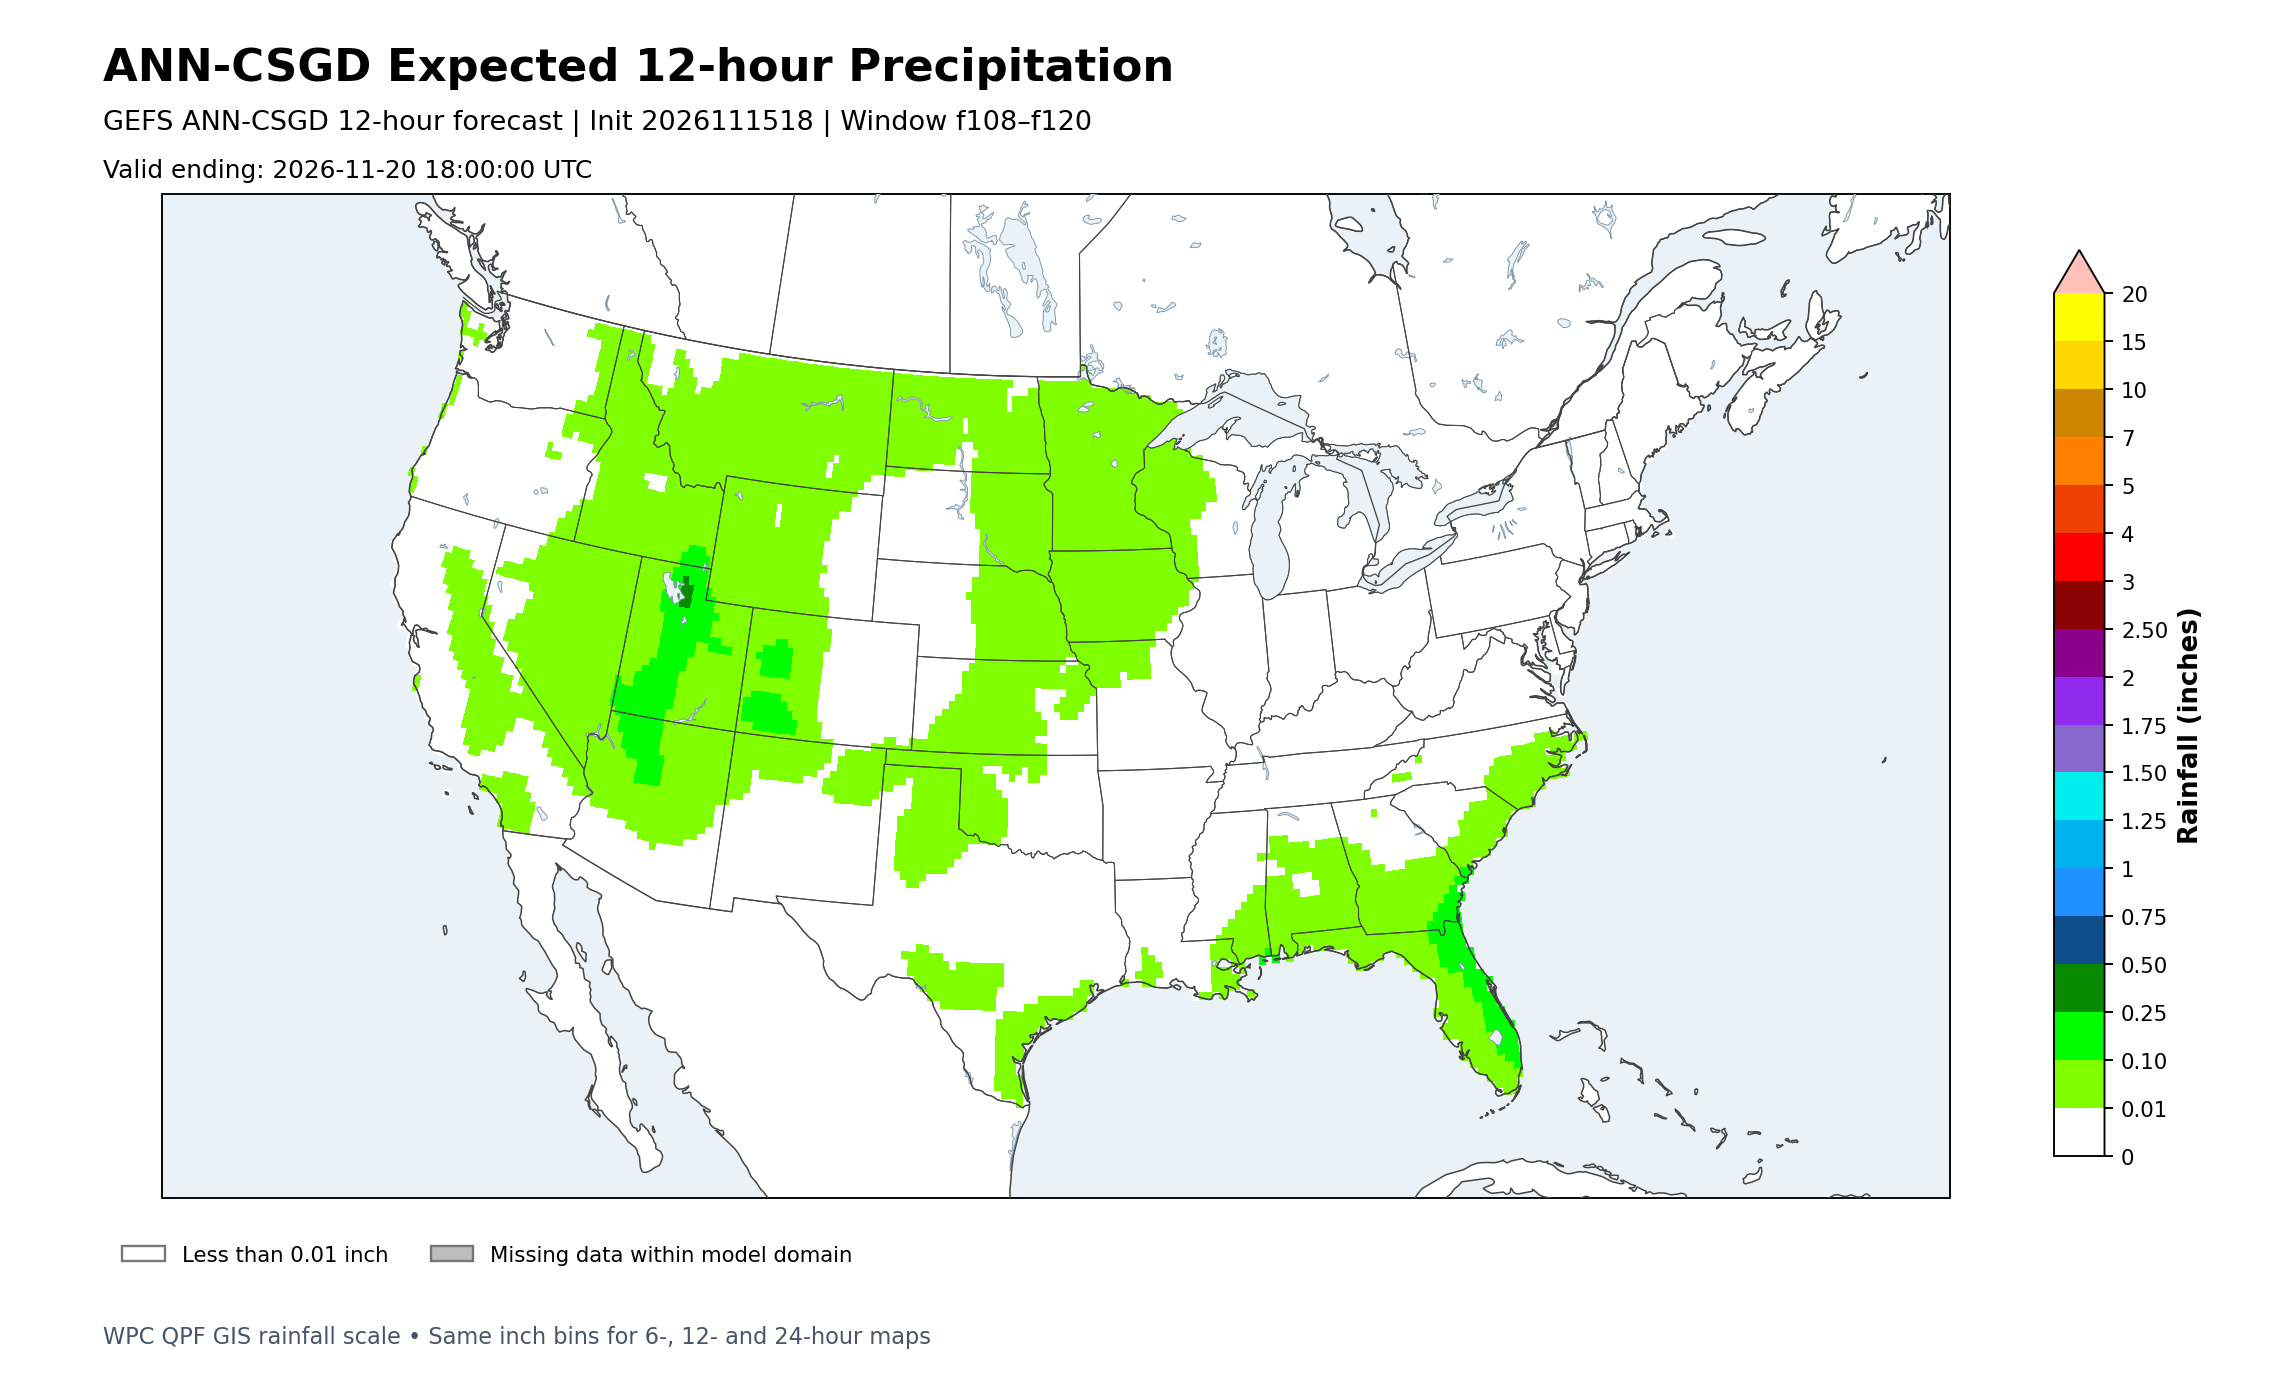 ANN-CSGD Expected 12-hour Precipitation
GEFS ANN-CSGD 12-hour forecast | Init 2026111518 | Window f108–f120
Valid ending: 2026-11-20 18:00:00 UTC
20
15
10
7
5
4
3
2.50
2
1.75
1.50
1.25
1
0.75
0.50
0.25
0.10
0.01
0
Rainfall (inches)
Less than 0.01 inch
Missing data within model domain
WPC QPF GIS rainfall scale • Same inch bins for 6-, 12- and 24-hour maps